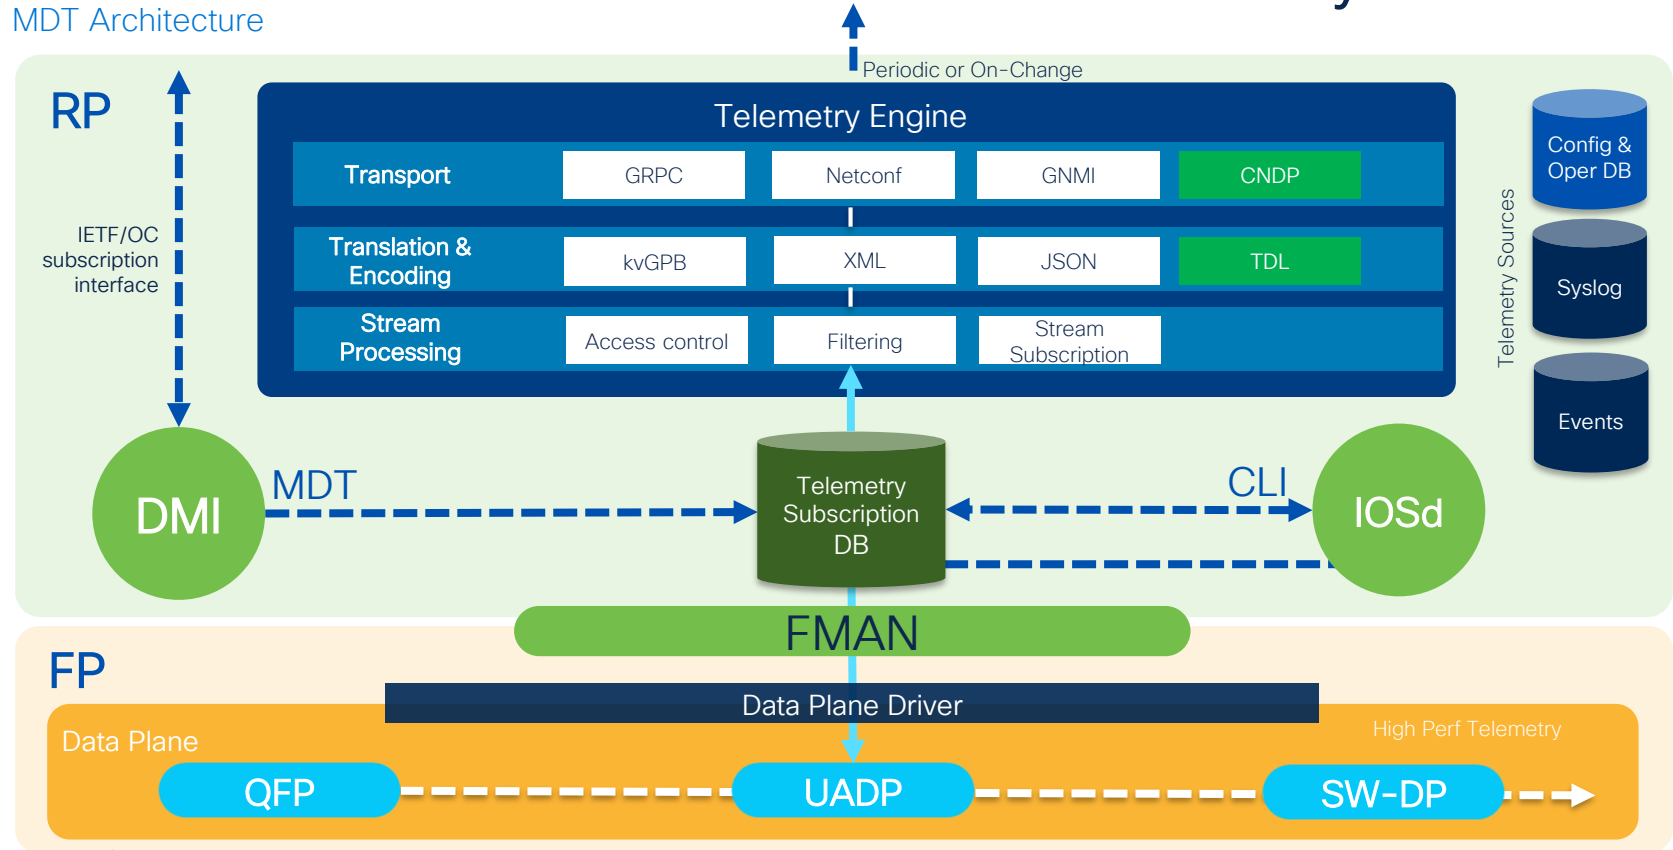 MDT Architecture
Periodic or On-Change
RP
Telemetry Engine
Transport
GRPC
Netconf
GNMI
CNDP
Translation &
Encoding
kvGPB
XML
JSON
TDL
Stream
Processing
Access control
Filtering
Stream
Subscription
IETF/OC
subscription
interface
Telemetry Sources
Config &
Oper DB
Syslog
Events
DMI
MDT
Telemetry
Subscription
DB
CLI
IOSd
FMAN
FP
Data Plane Driver
Data Plane
High Perf Telemetry
QFP
UADP
SW-DP